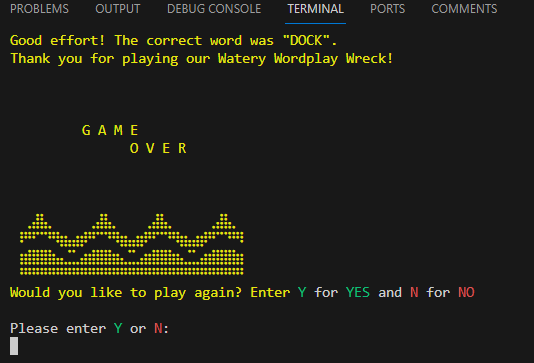 PROBLEMS OUTPUT DEBUG CONSOLE TERMINAL PORTS COMMENTS
Good effort! The correct word was "DOCK".
Thank you for playing our Watery Wordplay Wreck!
G A M E
O V E R
Would you like to play again? Enter Y for YES and N for NO
Please enter Y or N: